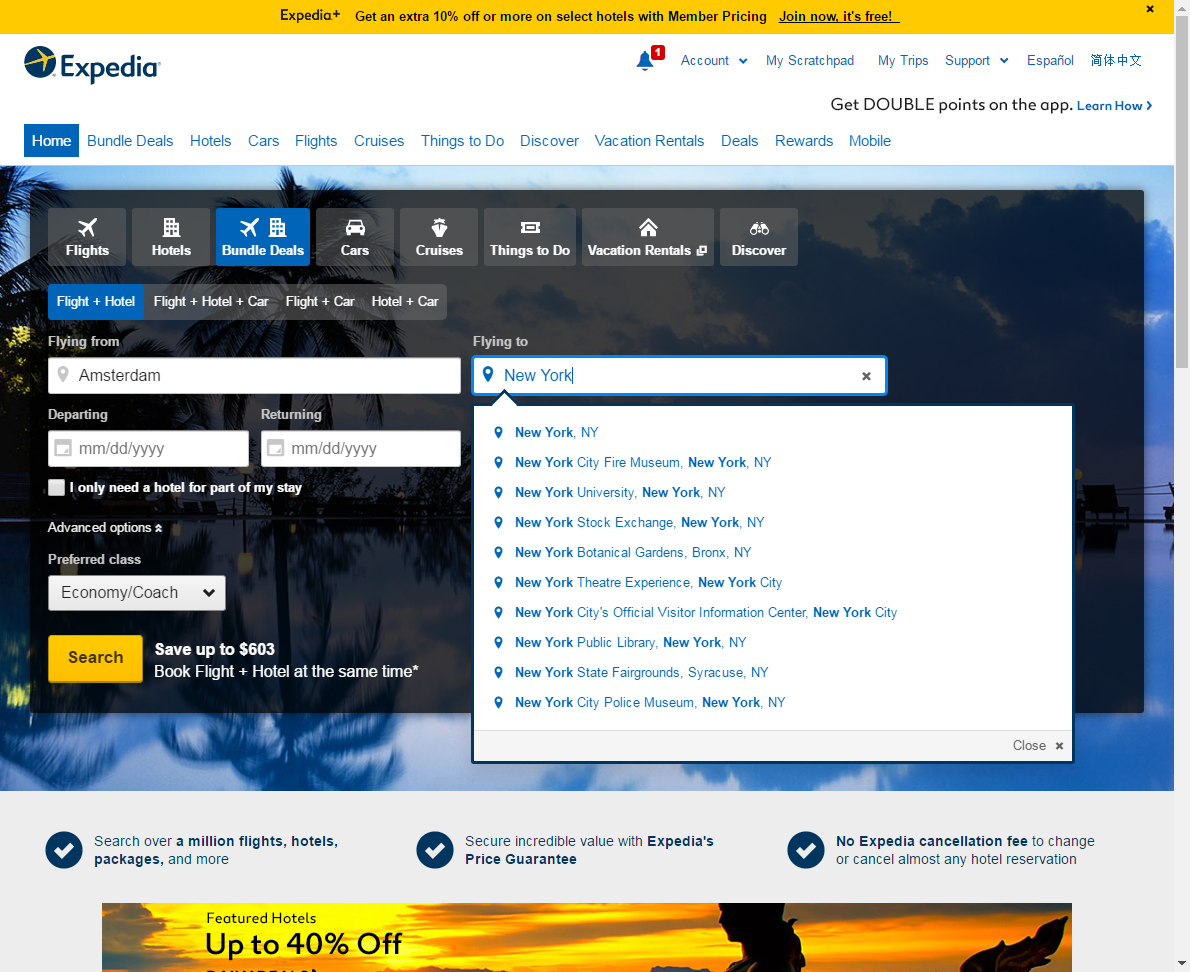 Expedia+ Get an extra 10% off or more on select hotels with Member Pricing Join now, it's free!
Expedia
1 Account My Scratchpad My Trips Support Español 简体中文
Get DOUBLE points on the app. Learn How
Home Bundle Deals Hotels Cars Flights Cruises Things to Do Discover Vacation Rentals Deals Rewards Mobile
Flights Hotels Bundle Deals Cars Cruises Things to Do Vacation Rentals Discover
Flight + Hotel Flight + Hotel + Car Flight + Car Hotel + Car
Flying from Flying to
Amsterdam New York
Departing Returning
mm/dd/yyyy mm/dd/yyyy
I only need a hotel for part of my stay
Advanced options
Preferred class
Economy/Coach
Search
Save up to $603
Book Flight + Hotel at the same time*
New York, NY
New York City Fire Museum, New York, NY
New York University, New York, NY
New York Stock Exchange, New York, NY
New York Botanical Gardens, Bronx, NY
New York Theatre Experience, New York City
New York City's Official Visitor Information Center, New York City
New York Public Library, New York, NY
New York State Fairgrounds, Syracuse, NY
New York City Police Museum, New York, NY
Close
Search over a million flights, hotels,
packages, and more
Secure incredible value with Expedia's
Price Guarantee
No Expedia cancellation fee to change
or cancel almost any hotel reservation
Featured Hotels
Up to 40% Off